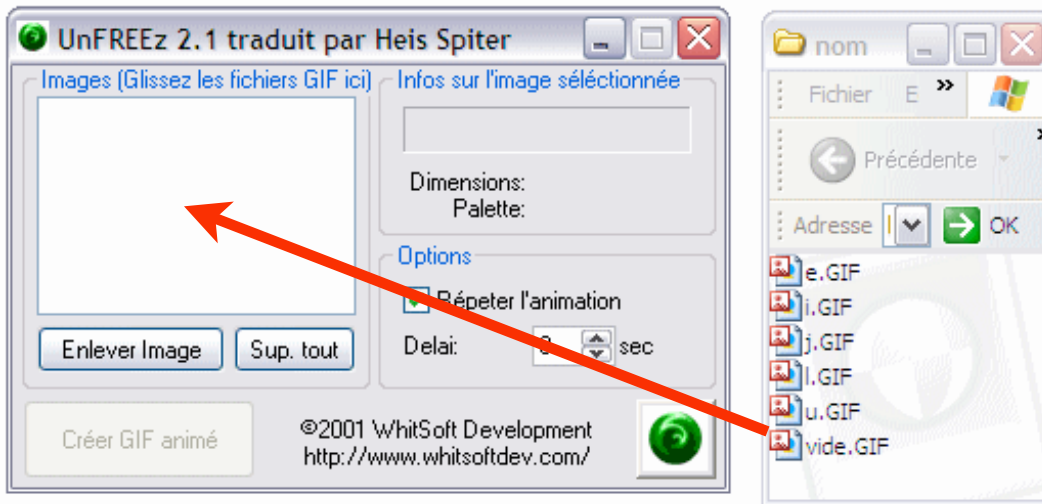 UnFREEz 2.1 traduit par Heis Spiter
Images (Glissez les fichiers GIF ici)
Infos sur l'image séléctionnée
Dimensions:
Palette:
Options
Répeter l'animation
Delai:
sec
Enlever Image
Sup. tout
Créer GIF animé
©2001 WhitSoft Development
http://www.whitsoftdev.com/
nom
Fichier E »
Précédente
Adresse
OK
e.GIF
i.GIF
j.GIF
l.GIF
u.GIF
vide.GIF